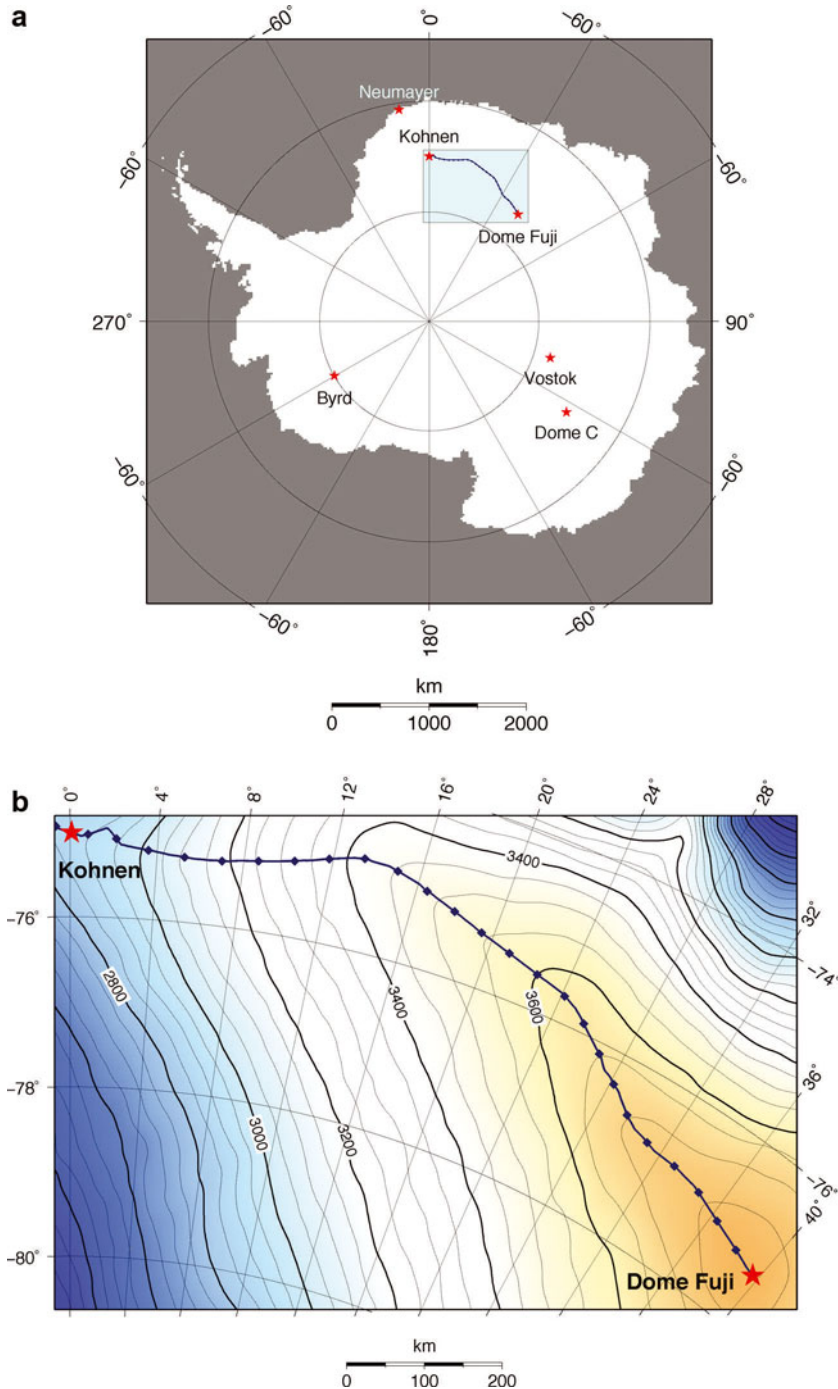 a
0°
−60°
−60°
Neumayer
Kohnen
−60°
−60°
Dome Fuji
270°
90°
Vostok
Byrd
Dome C
−60°
−60°
−60°
180°
−60°
km
0 1000 2000
b
0° 4° 8° 12° 16° 20° 24° 28°
Kohnen
3400
−76°
32°
−74°
2800
3400
3600
−78°
36°
3000
3200
−76°
40°
−80°
Dome Fuji
km
0 100 200